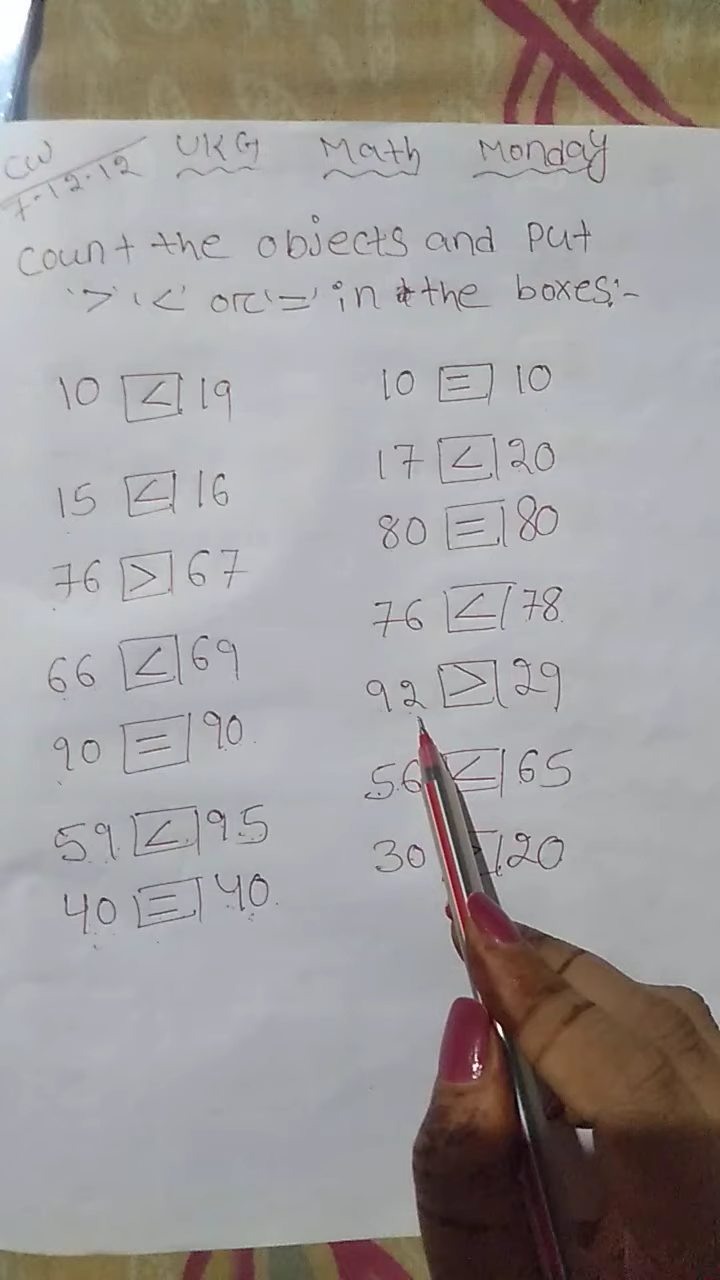 CW UKG Math Monday
7.12.12
Count the objects and put
'>' '<' or '=' in the boxes:-
10 < 19 10 = 10
15 < 16 17 < 20
76 > 67 80 = 80
66 < 69 76 < 78
90 = 90 92 > 29
59 < 95 56 < 65
40 = 40 30 > 20